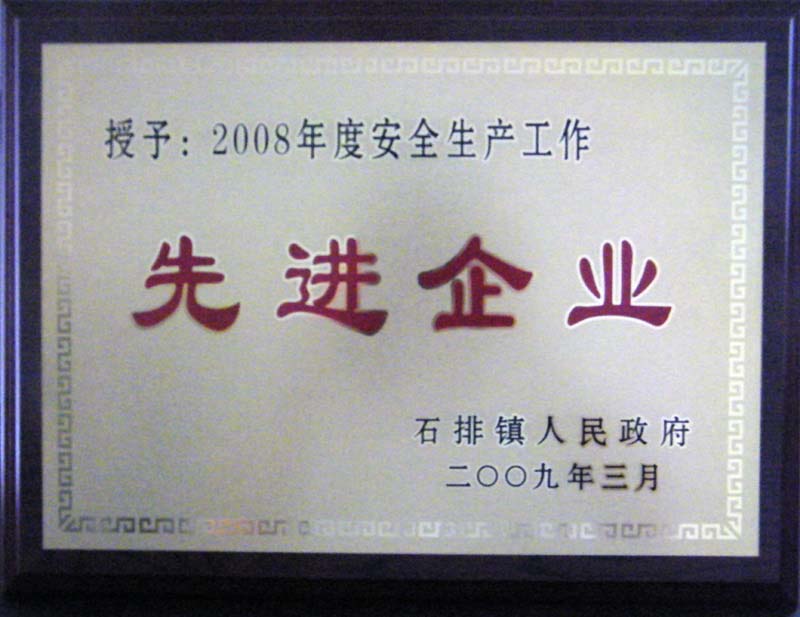 授予：2008年度安全生产工作
先进企业
石排镇人民政府
二〇〇九年三月